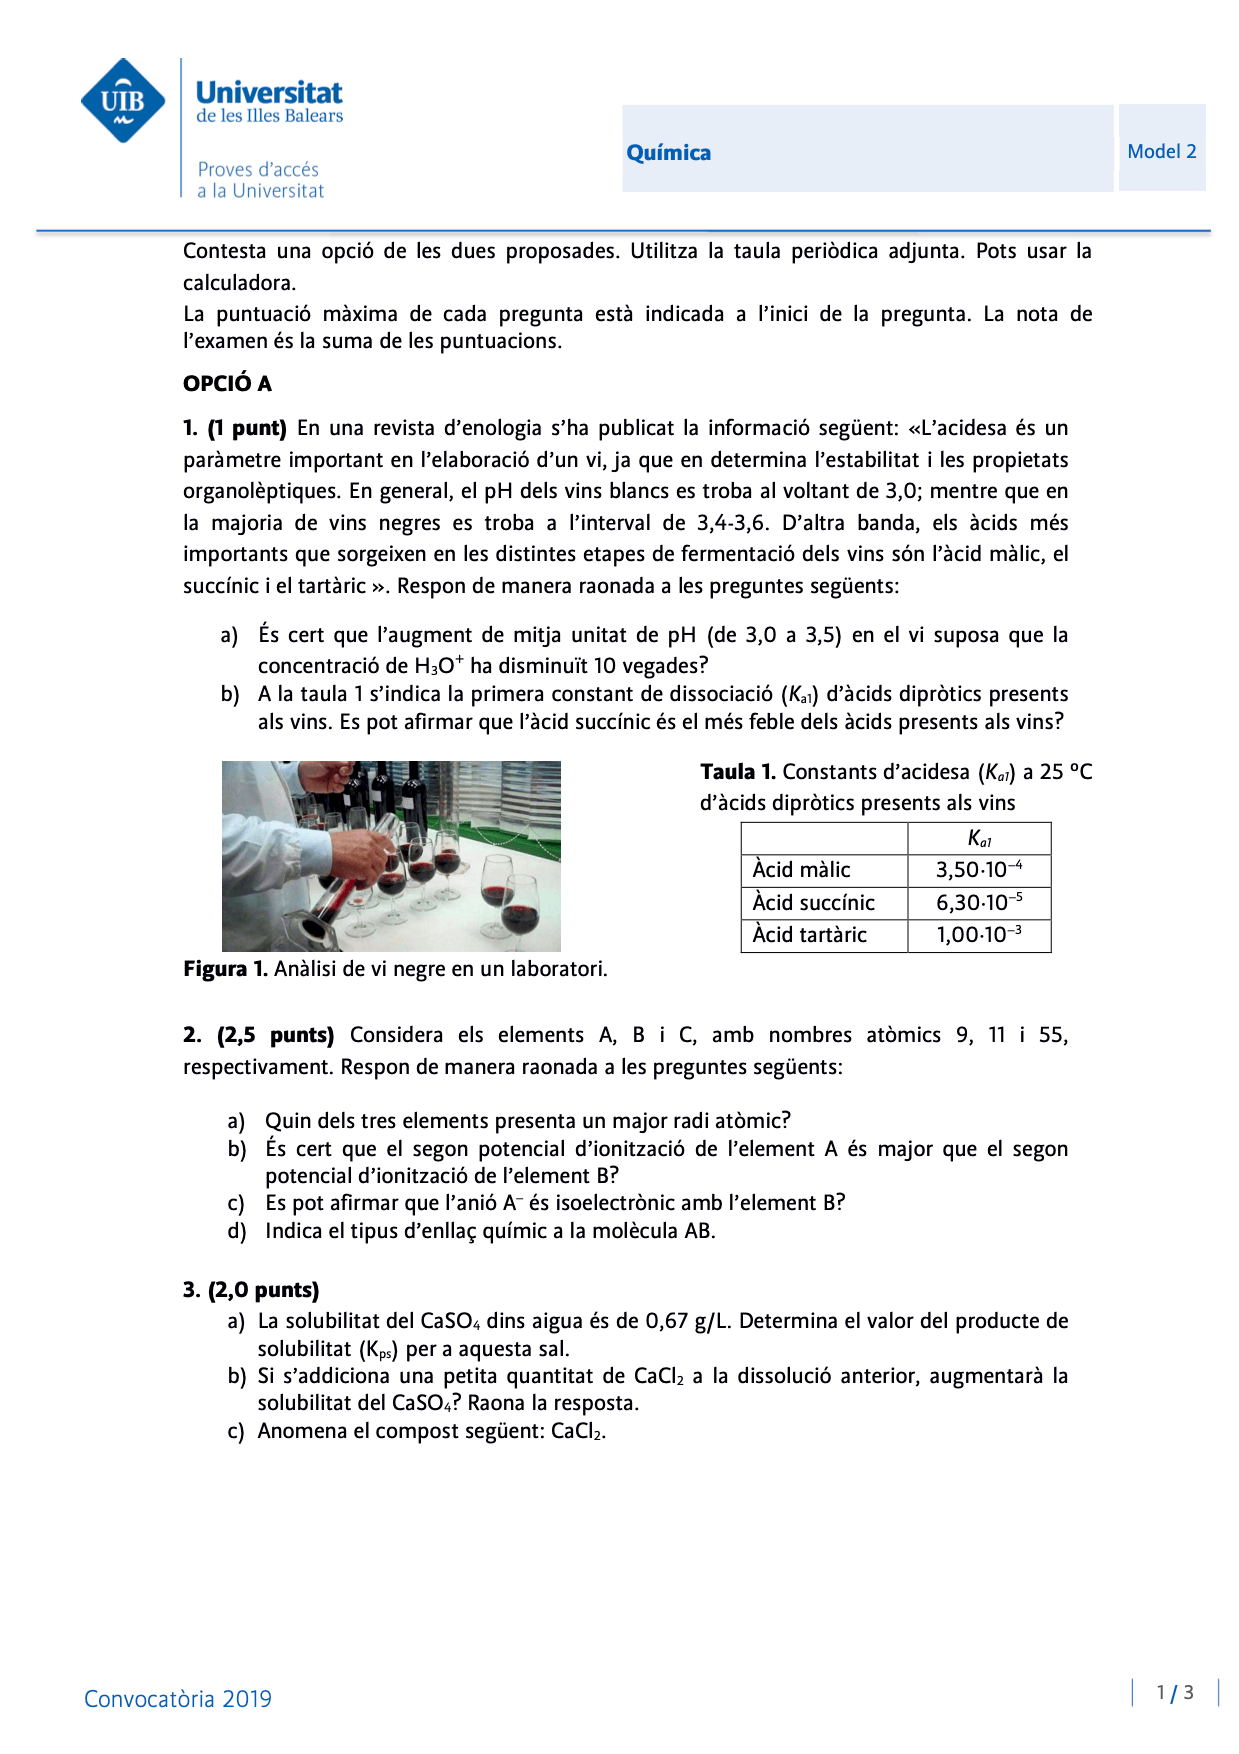 UIB
Universitat
de les Illes Balears
Proves d'accés
a la Universitat
Química
Model 2
Contesta una opció de les dues proposades. Utilitza la taula periòdica adjunta. Pots usar la
calculadora.
La puntuació màxima de cada pregunta està indicada a l'inici de la pregunta. La nota de
l'examen és la suma de les puntuacions.
OPCIÓ A
1. (1 punt) En una revista d'enologia s'ha publicat la informació següent: «L'acidesa és un
paràmetre important en l'elaboració d'un vi, ja que en determina l'estabilitat i les propietats
organolèptiques. En general, el pH dels vins blancs es troba al voltant de 3,0; mentre que en
la majoria de vins negres es troba a l'interval de 3,4-3,6. D'altra banda, els àcids més
importants que sorgeixen en les distintes etapes de fermentació dels vins són l'àcid màlic, el
succínic i el tartàric ». Respon de manera raonada a les preguntes següents:
a) És cert que l'augment de mitja unitat de pH (de 3,0 a 3,5) en el vi suposa que la
concentració de H₃O⁺ ha disminuït 10 vegades?
b) A la taula 1 s'indica la primera constant de dissociació (Kₐ₁) d'àcids dipròtics presents
als vins. Es pot afirmar que l'àcid succínic és el més feble dels àcids presents als vins?
Taula 1. Constants d'acidesa (Kₐ₁) a 25 ºC
d'àcids dipròtics presents als vins
Kₐ₁
Àcid màlic 3,50·10⁻⁴
Àcid succínic 6,30·10⁻⁵
Àcid tartàric 1,00·10⁻³
Figura 1. Anàlisi de vi negre en un laboratori.
2. (2,5 punts) Considera els elements A, B i C, amb nombres atòmics 9, 11 i 55,
respectivament. Respon de manera raonada a les preguntes següents:
a) Quin dels tres elements presenta un major radi atòmic?
b) És cert que el segon potencial d'ionització de l'element A és major que el segon
potencial d'ionització de l'element B?
c) Es pot afirmar que l'anió A⁻ és isoelectrònic amb l'element B?
d) Indica el tipus d'enllaç químic a la molècula AB.
3. (2,0 punts)
a) La solubilitat del CaSO₄ dins aigua és de 0,67 g/L. Determina el valor del producte de
solubilitat (Kₚₛ) per a aquesta sal.
b) Si s'addiciona una petita quantitat de CaCl₂ a la dissolució anterior, augmentarà la
solubilitat del CaSO₄? Raona la resposta.
c) Anomena el compost següent: CaCl₂.
Convocatòria 2019
1 / 3